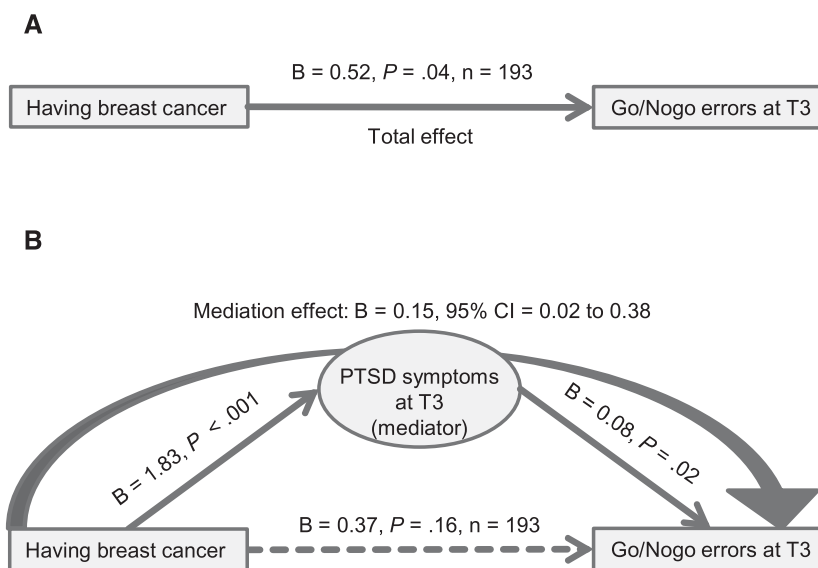 A
B = 0.52, P = .04, n = 193
Having breast cancer
Go/Nogo errors at T3
Total effect
B
Mediation effect: B = 0.15, 95% CI = 0.02 to 0.38
PTSD symptoms
at T3
(mediator)
B = 1.83, P < .001
B = 0.08, P = .02
B = 0.37, P = .16, n = 193
Having breast cancer
Go/Nogo errors at T3